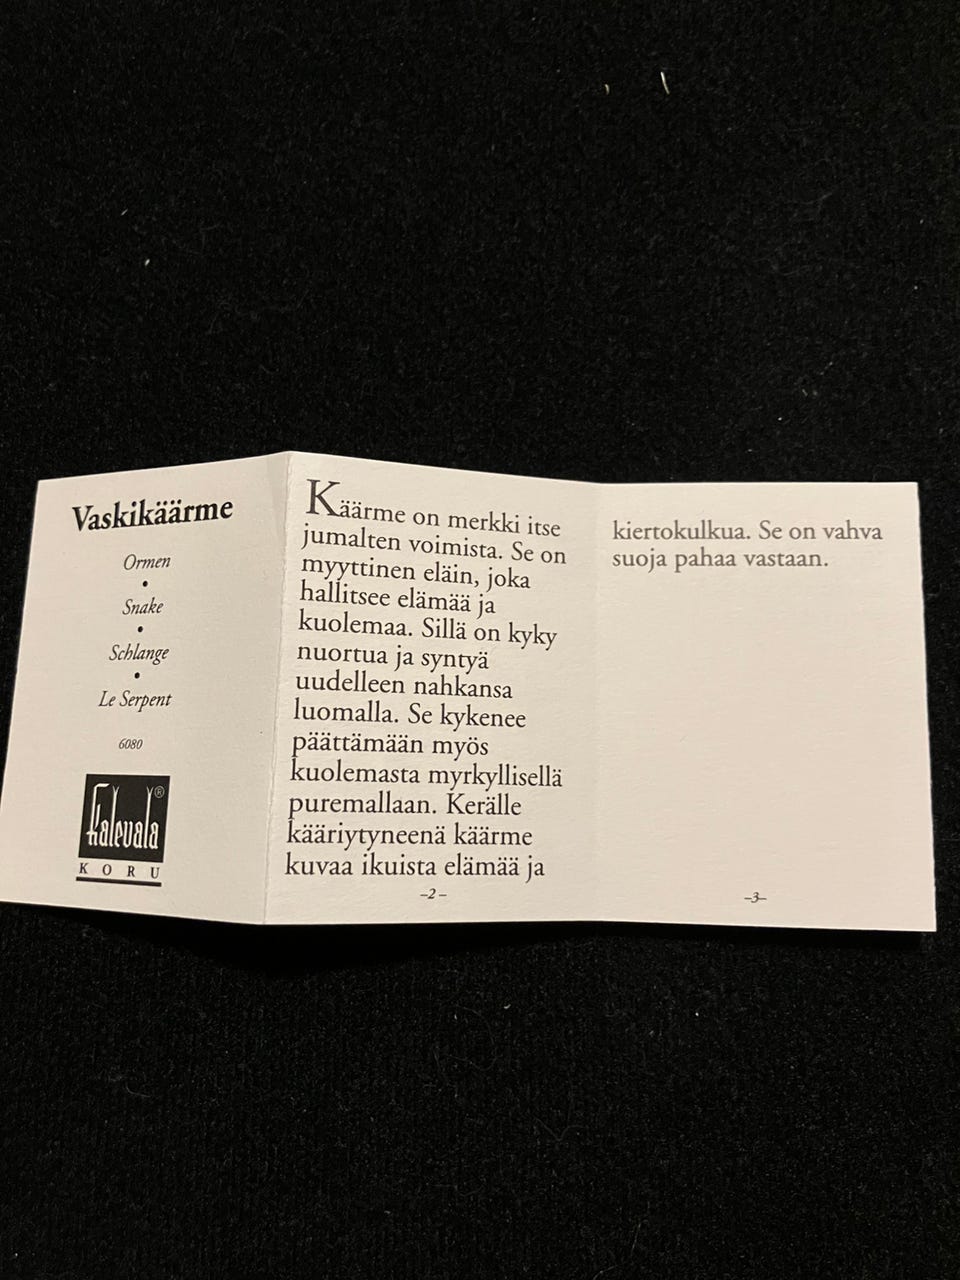 Vaskikäärme
Ormen
•
Snake
•
Schlange
•
Le Serpent
6080
Kalevala®
KORU
Käärme on merkki itse
jumalten voimista. Se on
myyttinen eläin, joka
hallitsee elämää ja
kuolemaa. Sillä on kyky
nuortua ja syntyä
uudelleen nahkansa
luomalla. Se kykenee
päättämään myös
kuolemasta myrkyllisellä
puremallaan. Kerälle
kääriytyneenä käärme
kuvaa ikuista elämää ja
–2–
kiertokulkua. Se on vahva
suoja pahaa vastaan.
–3–